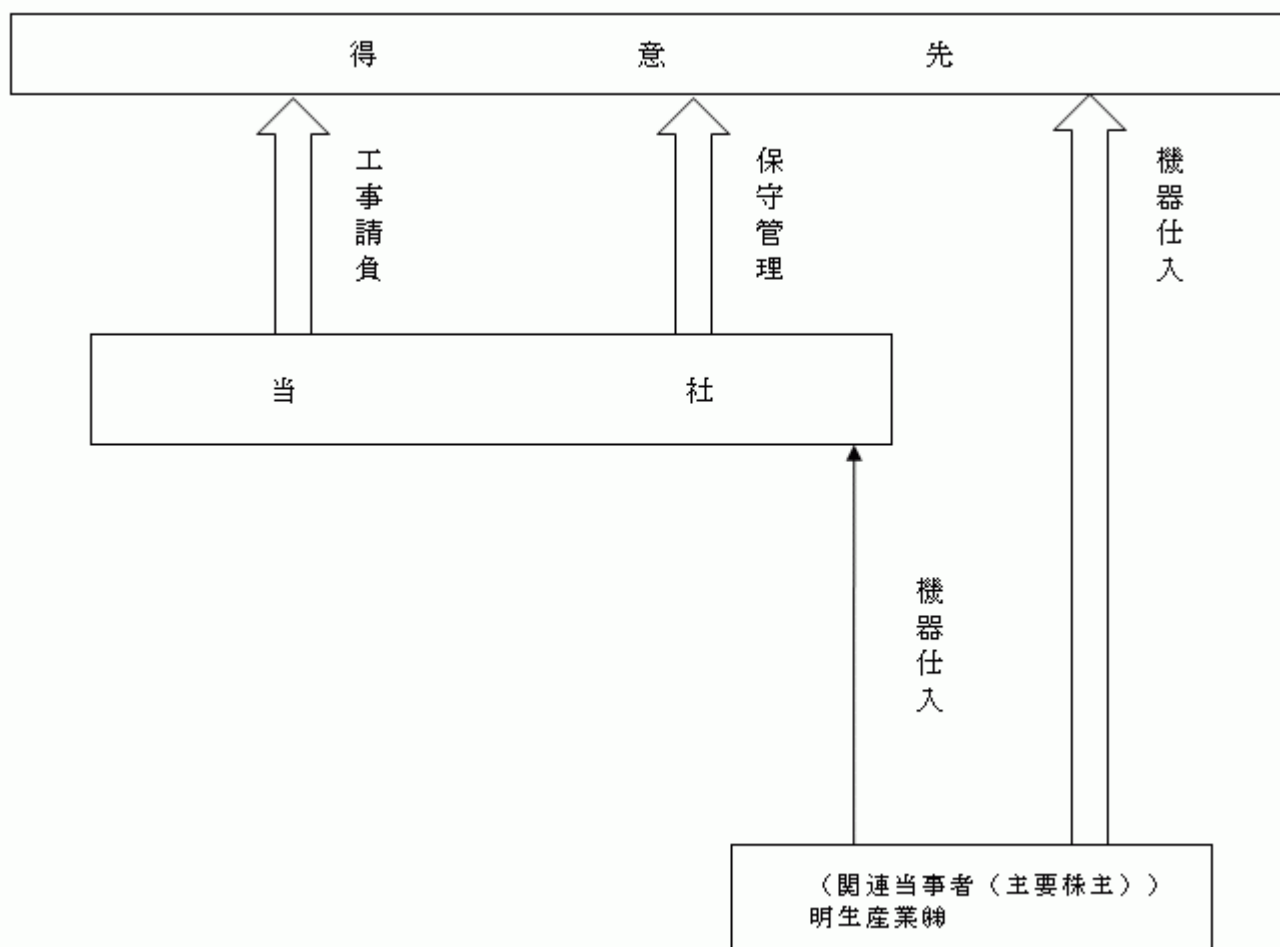 得意先
工事請負
保守管理
機器仕入
当社
機器仕入
（関連当事者（主要株主））
明生産業㈱